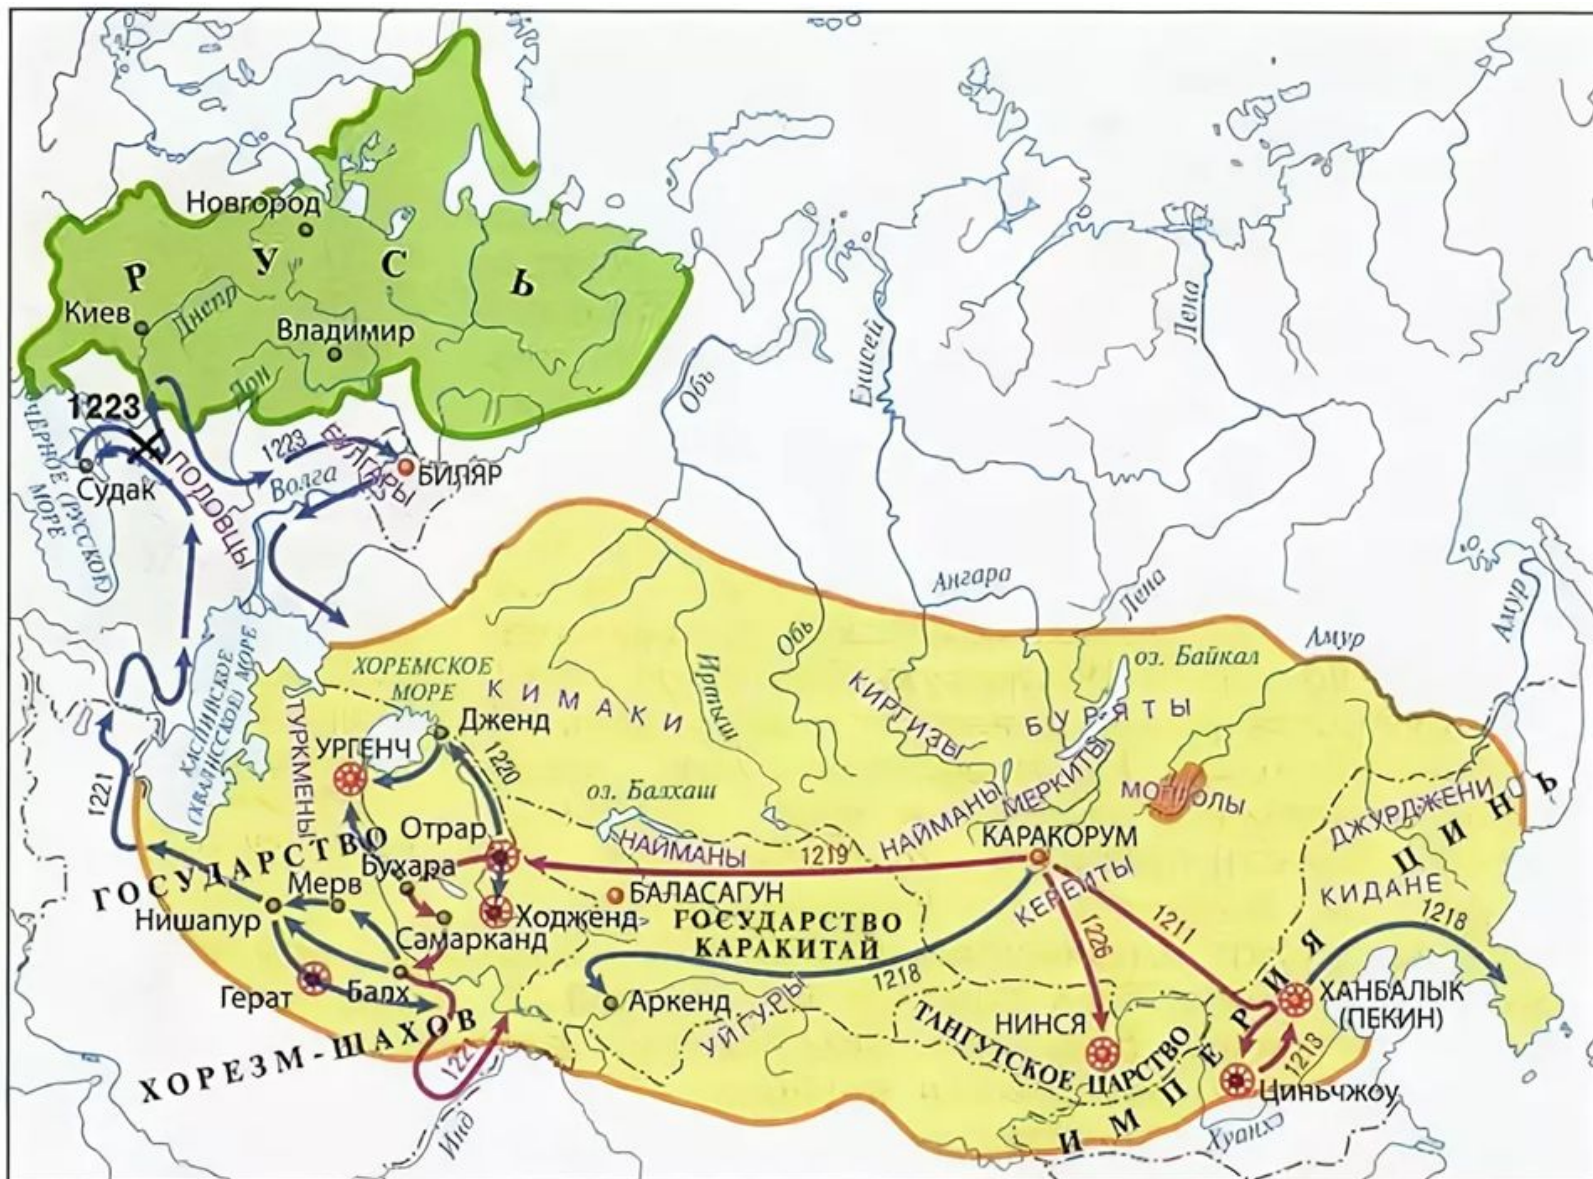 Новгород
Р У С Ь
Киев
Днепр
Владимир
Дон
1223
ЧЁРНОЕ (РУССКОЕ)
МОРЕ
Судак
ПОДОВЦЫ
1223
БУЛГАРЫ
Волга
БИЛЯР
Обь
Енисей
Лена
Ангара
Лена
Амур
Амур
оз. Байкал
Обь
Иртыш
ХОРЕМСКОЕ
МОРЕ
КАСПИЙСКОЕ
(ХВАЛИССКОЕ) МОРЕ
КИМАКИ
КИРГИЗЫ
БУРЯТЫ
ТУРКМЕНЫ
Дженд
УРГЕНЧ
1220
1221
оз. Балхаш
МЕРКИТЫ
МОНГОЛЫ
ДЖУРДЖЕНИ
Отрар
НАЙМАНЫ
1219
НАЙМАНЫ
КАРАКОРУМ
ГОСУДАРСТВО
ХОРЕЗМ-ШАХОВ
Бухара
Мерв
Нишапур
БАЛАСАГУН
Ходженд
Самарканд
ГОСУДАРСТВО
КАРАКИТАЙ
КЕРЕИТЫ
КИДАНЕ
1211
1226
1218
1218
Герат
Балх
Аркенд
УЙГУРЫ
НИНСЯ
ТАНГУТСКОЕ ЦАРСТВО
ХАНБАЛЫК
(ПЕКИН)
1213
Циньчжоу
ИМПЕРИЯ ЦИНЬ
1221
Инд
Хуанхэ